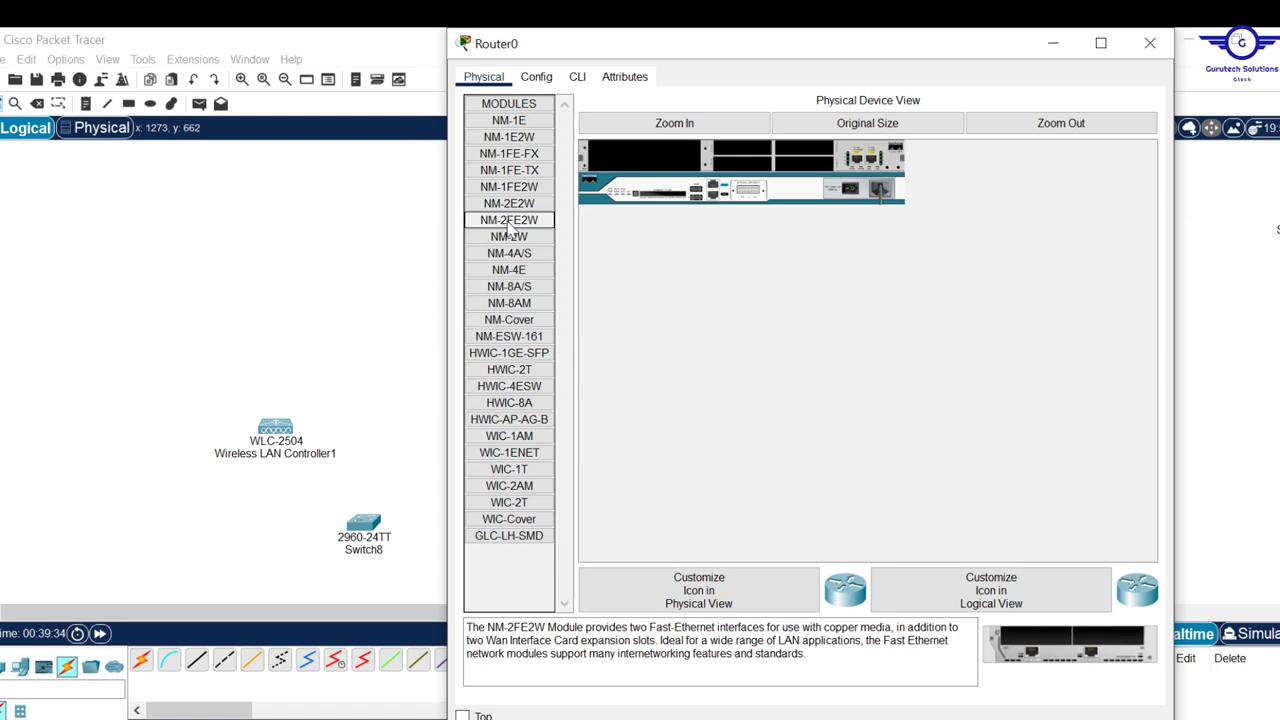 Cisco Packet Tracer
Edit Options View Tools Extensions Window Help
Logical Physical x: 1273, y: 662
WLC-2504
Wireless LAN Controller1
2960-24TT
Switch8
ime: 00:39:34
Router0
Physical Config CLI Attributes
MODULES
NM-1E
NM-1E2W
NM-1FE-FX
NM-1FE-TX
NM-1FE2W
NM-2E2W
NM-2FE2W
NM-2W
NM-4A/S
NM-4E
NM-8A/S
NM-8AM
NM-Cover
NM-ESW-161
HWIC-1GE-SFP
HWIC-2T
HWIC-4ESW
HWIC-8A
HWIC-AP-AG-B
WIC-1AM
WIC-1ENET
WIC-1T
WIC-2AM
WIC-2T
WIC-Cover
GLC-LH-SMD
Physical Device View
Zoom In Original Size Zoom Out
Customize
Icon in
Physical View
Customize
Icon in
Logical View
The NM-2FE2W Module provides two Fast-Ethernet interfaces for use with copper media, in addition to
two Wan Interface Card expansion slots. Ideal for a wide range of LAN applications, the Fast Ethernet
network modules support many internetworking features and standards.
Top
G
Gurutech Solutions
Gtech
19:
ltime Simula
Edit Delete